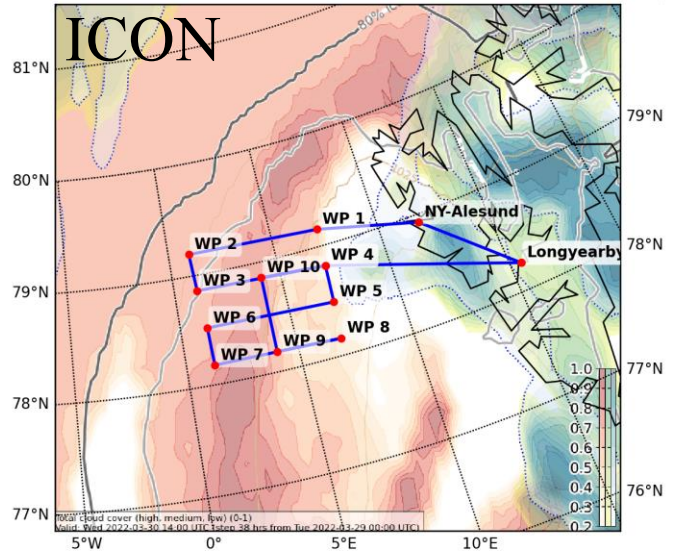 ICON
80%
81°N
79°N
80°N
NY-Alesund
WP 1
WP 2
WP 10
WP 4
Longyearby
78°N
WP 3
79°N
WP 5
WP 6
WP 8
WP 9
WP 7
77°N
1.0
0.9
0.8
0.7
0.6
0.5
0.4
0.3
0.2
78°N
76°N
77°N
Total cloud cover (high, medium, low) (0-1)
Valid: Wed 2022-03-30 14:00 UTC (step 38 hrs from Tue 2022-03-29 00:00 UTC)
5°W
0°
5°E
10°E